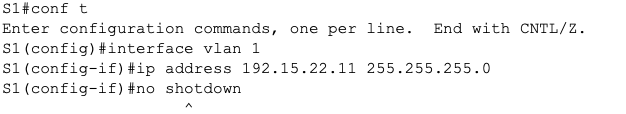 S1#conf t
Enter configuration commands, one per line.  End with CNTL/Z.
S1(config)#interface vlan 1
S1(config-if)#ip address 192.15.22.11 255.255.255.0
S1(config-if)#no shotdown
^